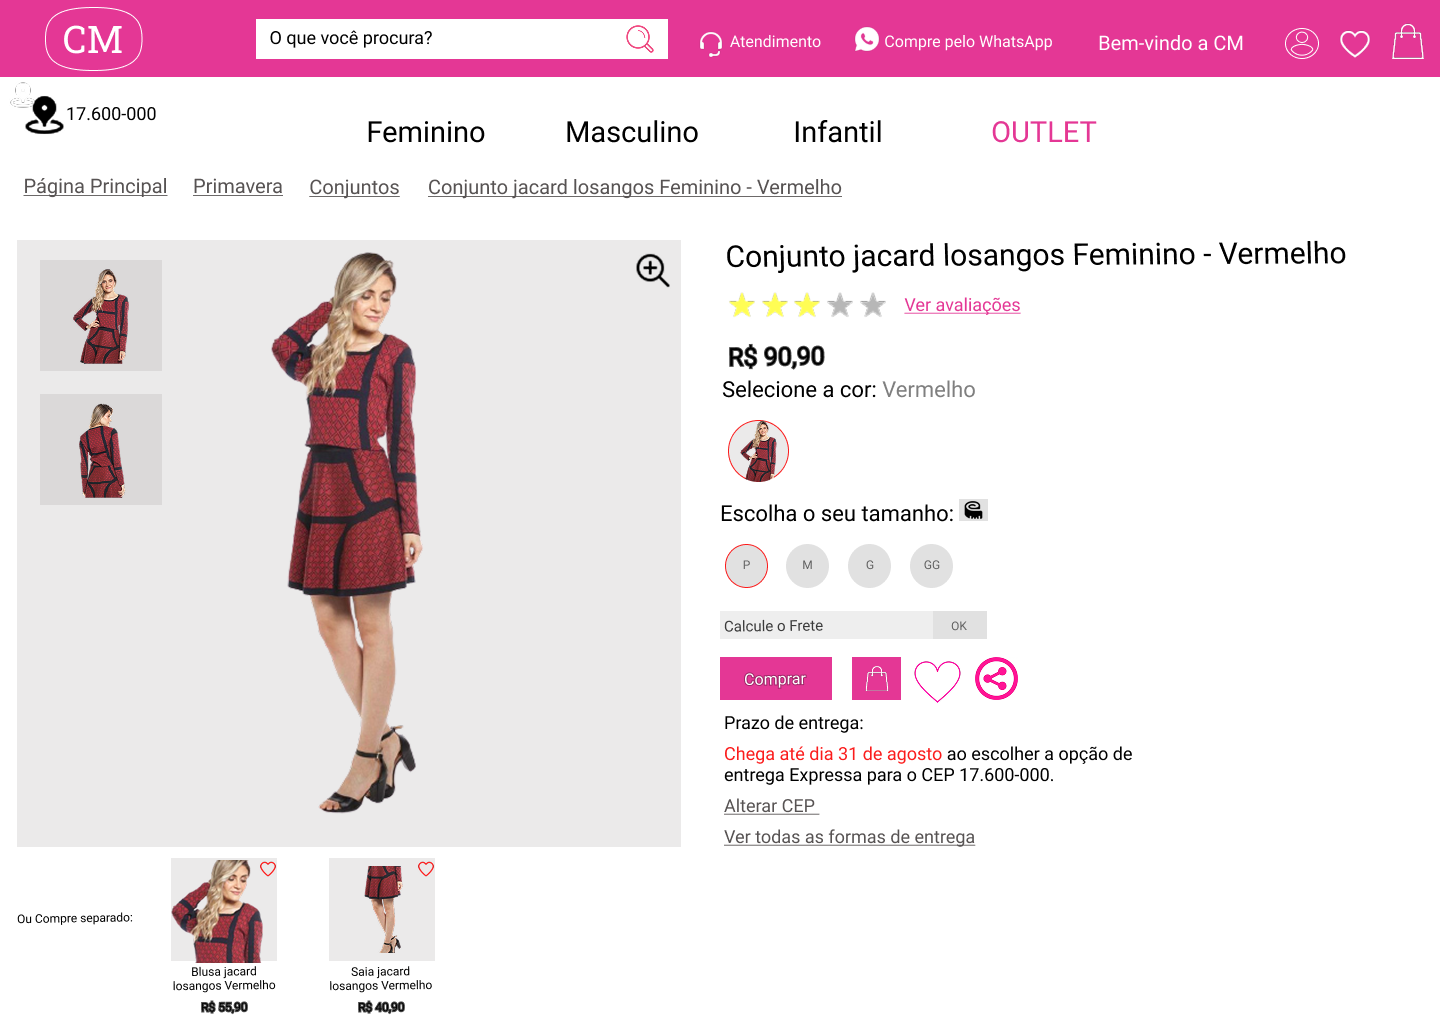 CM
O que você procura?
Atendimento
Compre pelo WhatsApp
Bem-vindo a CM
17.600-000
Feminino
Masculino
Infantil
OUTLET
Página Principal
Primavera
Conjuntos
Conjunto jacard losangos Feminino - Vermelho
Conjunto jacard losangos Feminino - Vermelho
Ver avaliações
R$ 90,90
Selecione a cor: Vermelho
Escolha o seu tamanho:
P
M
G
GG
Calcule o Frete
OK
Comprar
Prazo de entrega:
Chega até dia 31 de agosto ao escolher a opção de
entrega Expressa para o CEP 17.600-000.
Alterar CEP
Ver todas as formas de entrega
Ou Compre separado:
Blusa jacard
losangos Vermelho
R$ 55,90
Saia jacard
losangos Vermelho
R$ 40,90